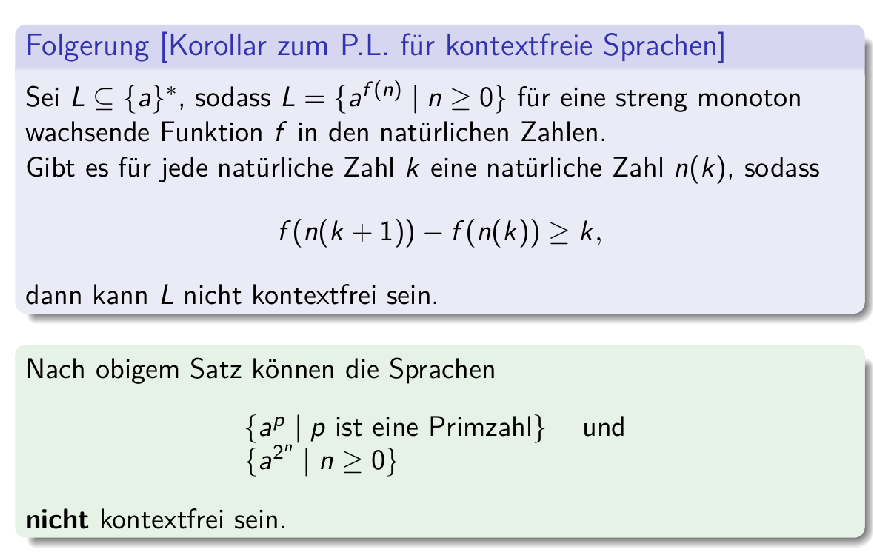 Folgerung [Korollar zum P.L. für kontextfreie Sprachen]
Sei L ⊆ {a}*, sodass L = {a^{f(n)} | n ≥ 0} für eine streng monoton
wachsende Funktion f in den natürlichen Zahlen.
Gibt es für jede natürliche Zahl k eine natürliche Zahl n(k), sodass
f(n(k + 1)) − f(n(k)) ≥ k,
dann kann L nicht kontextfrei sein.
Nach obigem Satz können die Sprachen
{a^p | p ist eine Primzahl} und
{a^{2^n} | n ≥ 0}
nicht kontextfrei sein.